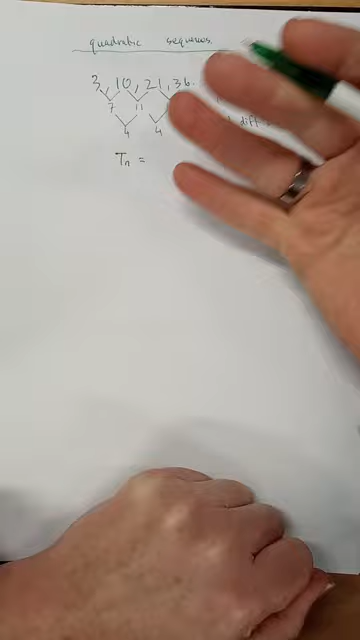 quadratic sequences.
3, 10, 21, 36.
7 11
4 4 diff
Tn =